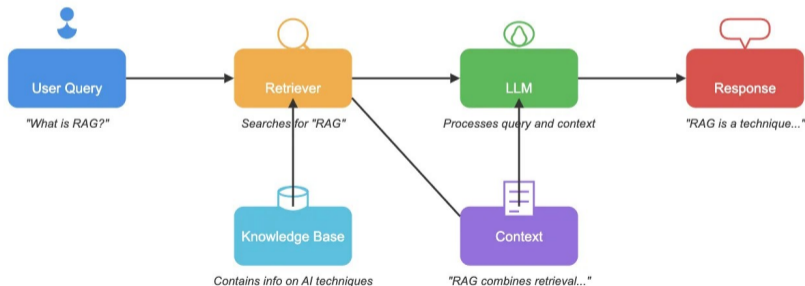 User Query
Retriever
LLM
Response
"What is RAG?"
Searches for "RAG"
Processes query and context
"RAG is a technique..."
Knowledge Base
Context
Contains info on AI techniques
"RAG combines retrieval..."